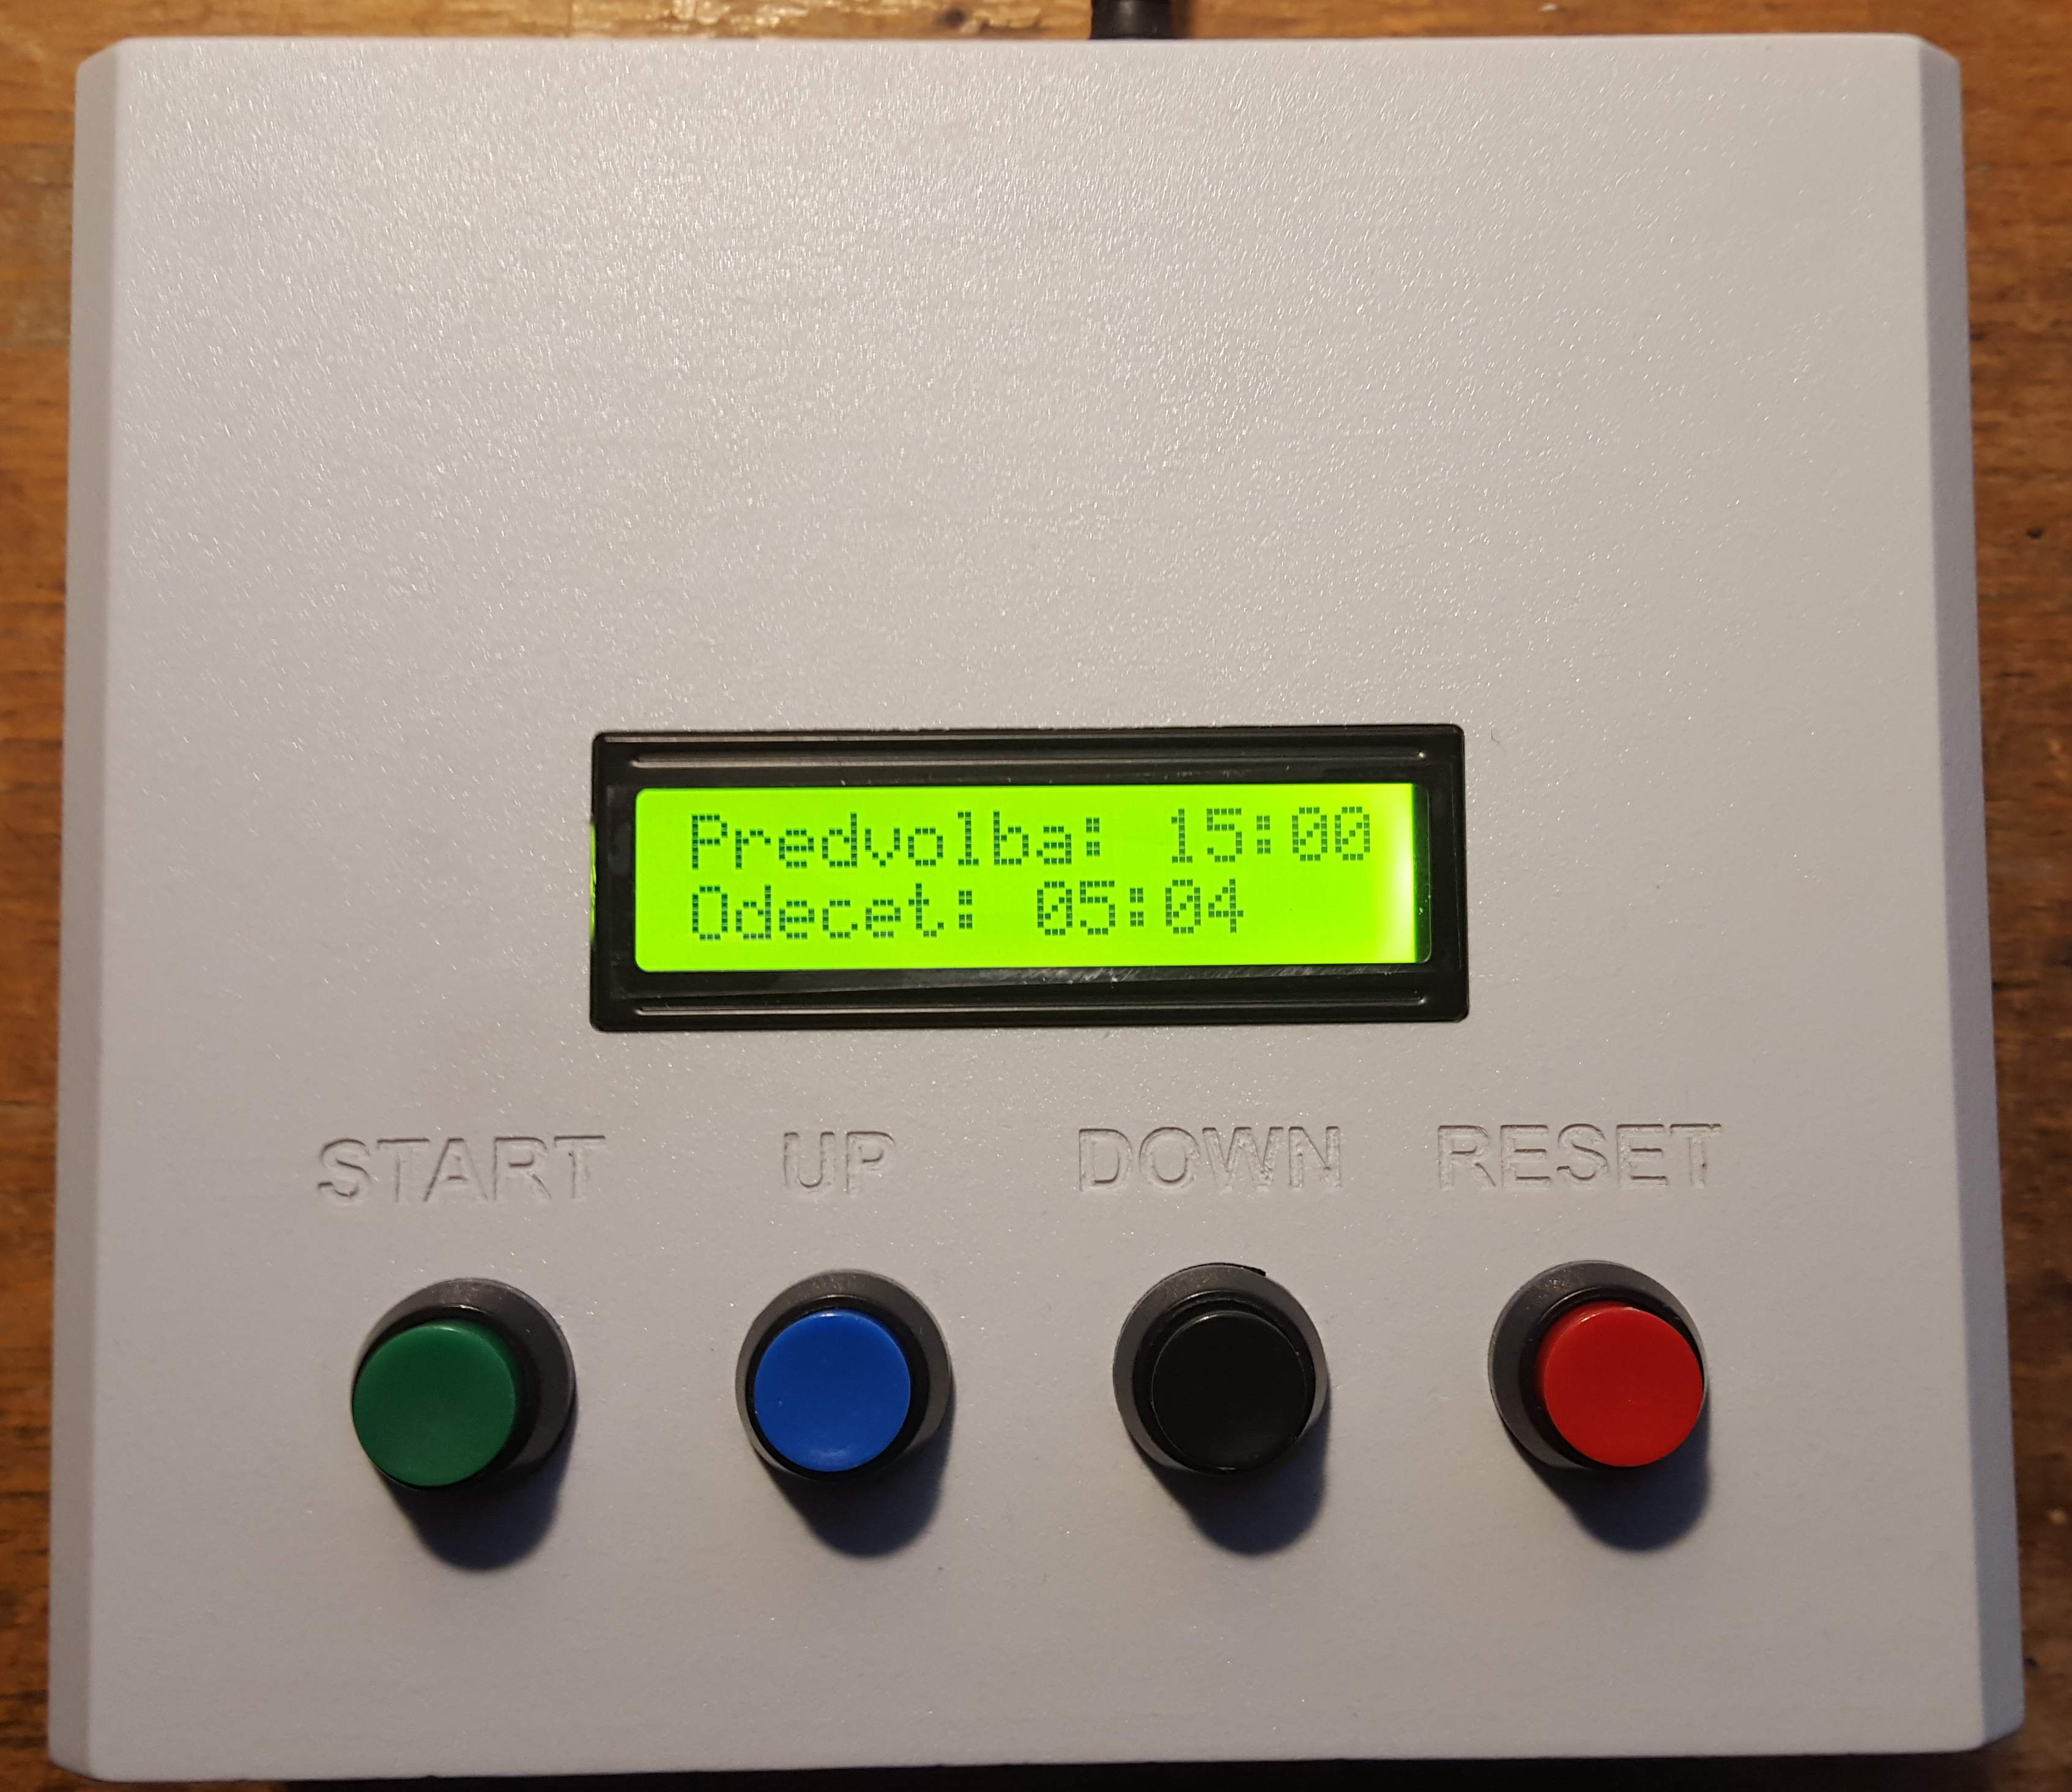 Predvolba: 15:00
Odecet: 05:04
START UP DOWN RESET